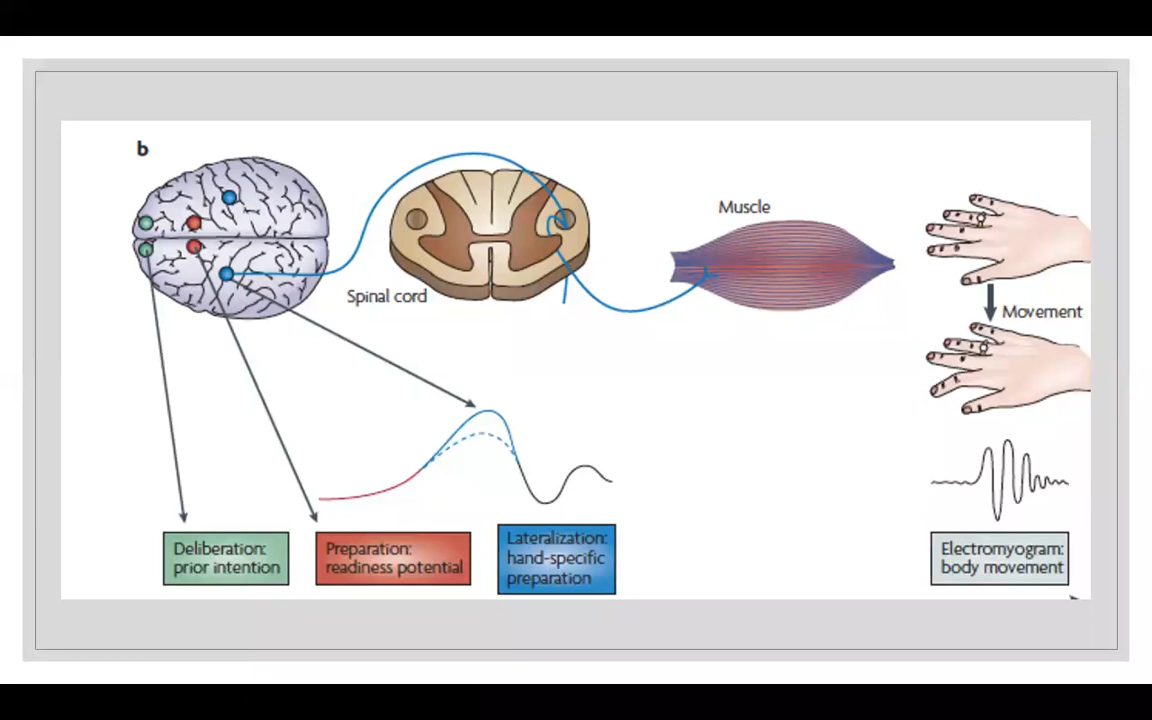 b
Muscle
Spinal cord
Movement
Deliberation:
prior intention
Preparation:
readiness potential
Lateralization:
hand-specific
preparation
Electromyogram:
body movement